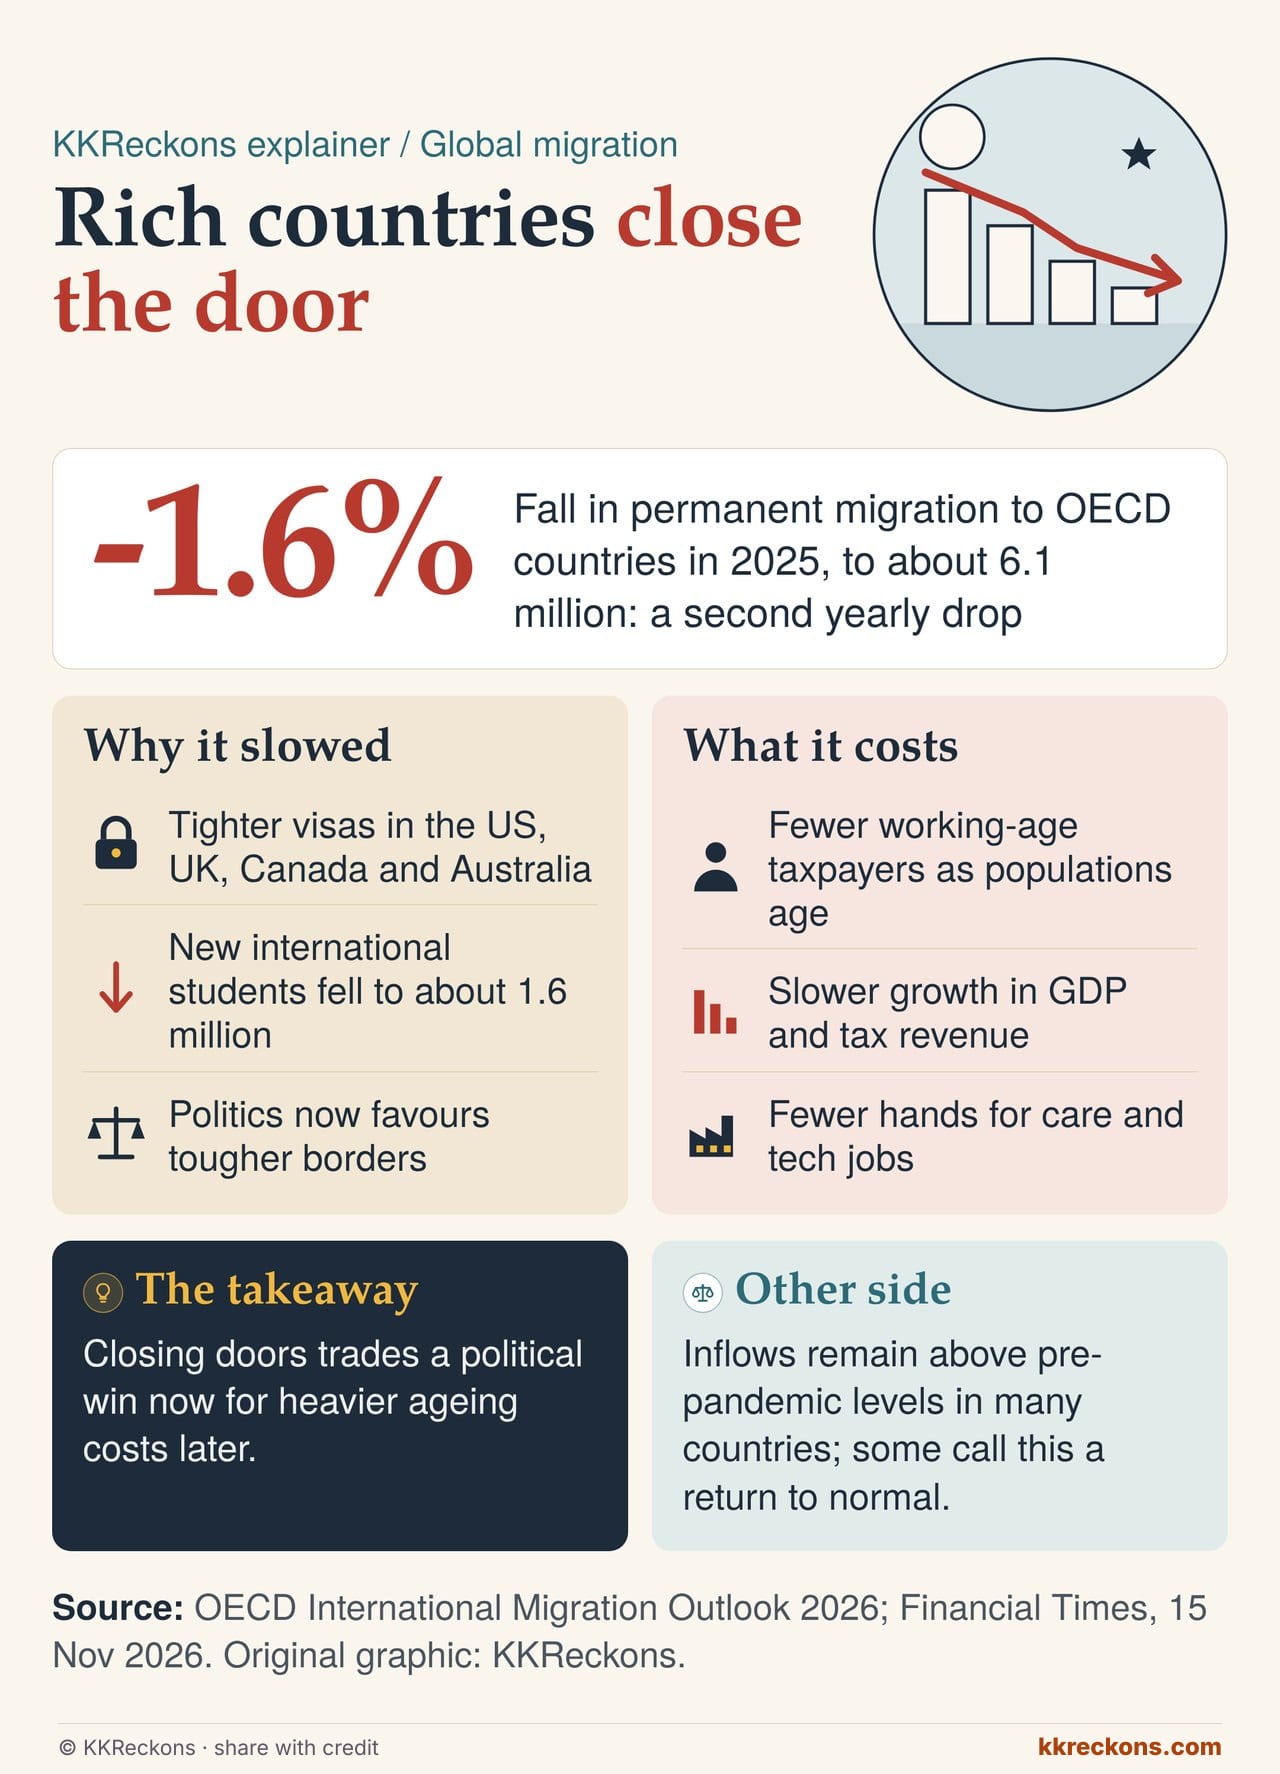 KKReckons explainer / Global migration
Rich countries close
the door
-1.6%
Fall in permanent migration to OECD
countries in 2025, to about 6.1
million: a second yearly drop
Why it slowed
Tighter visas in the US,
UK, Canada and Australia
New international
students fell to about 1.6
million
Politics now favours
tougher borders
What it costs
Fewer working-age
taxpayers as populations
age
Slower growth in GDP
and tax revenue
Fewer hands for care and
tech jobs
The takeaway
Closing doors trades a political
win now for heavier ageing
costs later.
Other side
Inflows remain above pre-
pandemic levels in many
countries; some call this a
return to normal.
Source: OECD International Migration Outlook 2026; Financial Times, 15
Nov 2026. Original graphic: KKReckons.
© KKReckons · share with credit
kkreckons.com